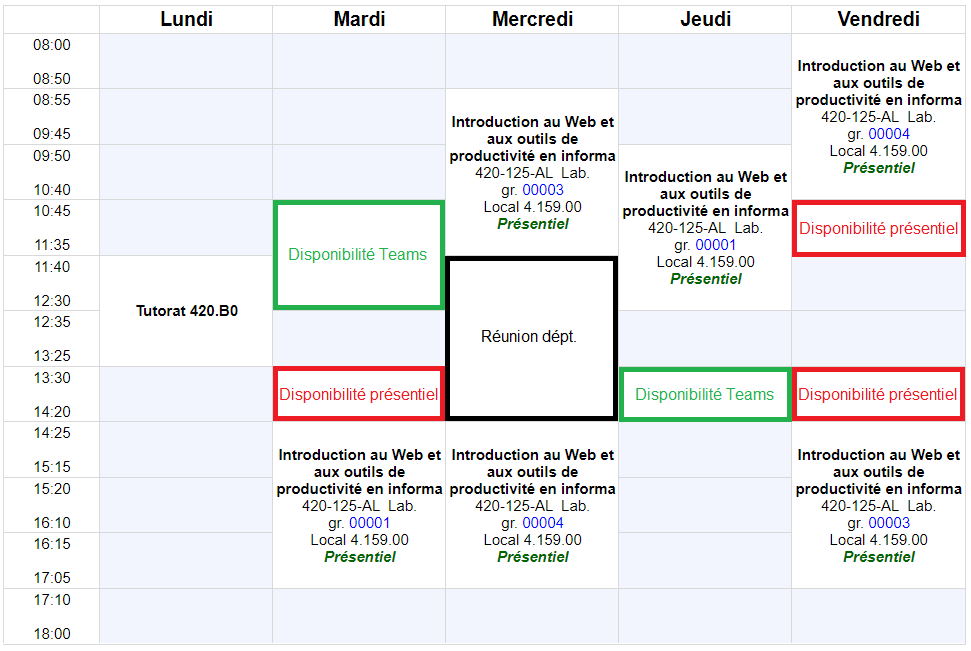 Lundi Mardi Mercredi Jeudi Vendredi
08:00
08:50
08:55
09:45
09:50
10:40
10:45
11:35
11:40
12:30
12:35
13:25
13:30
14:20
14:25
15:15
15:20
16:10
16:15
17:05
17:10
18:00
Tutorat 420.B0
Disponibilité Teams
Disponibilité présentiel
Introduction au Web et
aux outils de
productivité en informa
420-125-AL Lab.
gr. 00001
Local 4.159.00
Présentiel
Introduction au Web et
aux outils de
productivité en informa
420-125-AL Lab.
gr. 00003
Local 4.159.00
Présentiel
Réunion dépt.
Introduction au Web et
aux outils de
productivité en informa
420-125-AL Lab.
gr. 00004
Local 4.159.00
Présentiel
Introduction au Web et
aux outils de
productivité en informa
420-125-AL Lab.
gr. 00001
Local 4.159.00
Présentiel
Disponibilité Teams
Introduction au Web et
aux outils de
productivité en informa
420-125-AL Lab.
gr. 00004
Local 4.159.00
Présentiel
Disponibilité présentiel
Disponibilité présentiel
Introduction au Web et
aux outils de
productivité en informa
420-125-AL Lab.
gr. 00003
Local 4.159.00
Présentiel